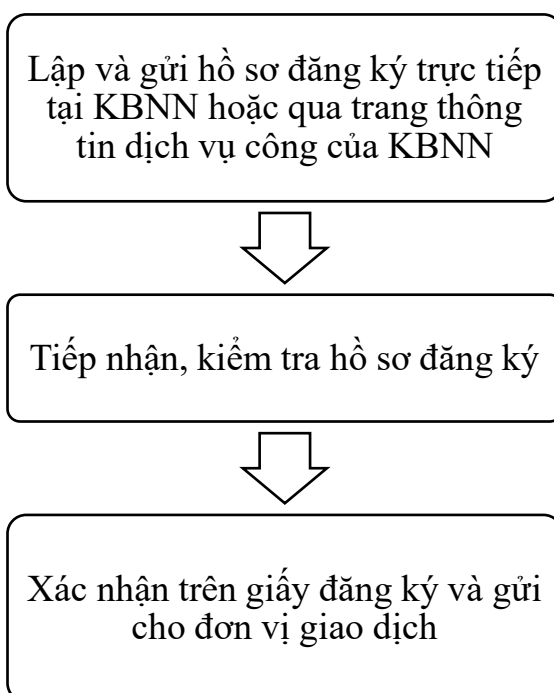 Lập và gửi hồ sơ đăng ký trực tiếp
tại KBNN hoặc qua trang thông
tin dịch vụ công của KBNN
Tiếp nhận, kiểm tra hồ sơ đăng ký
Xác nhận trên giấy đăng ký và gửi
cho đơn vị giao dịch